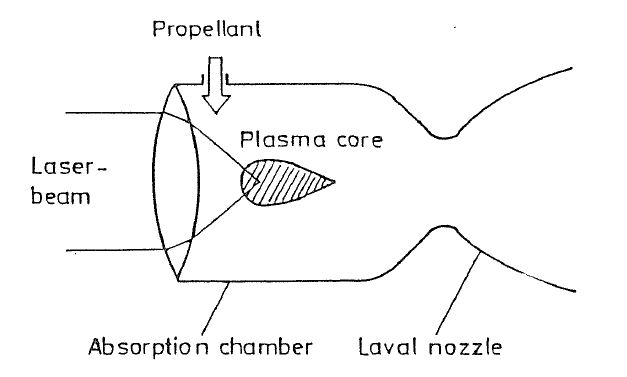 Propellant
Plasma core
Laser-
beam
Absorption chamber
Laval nozzle